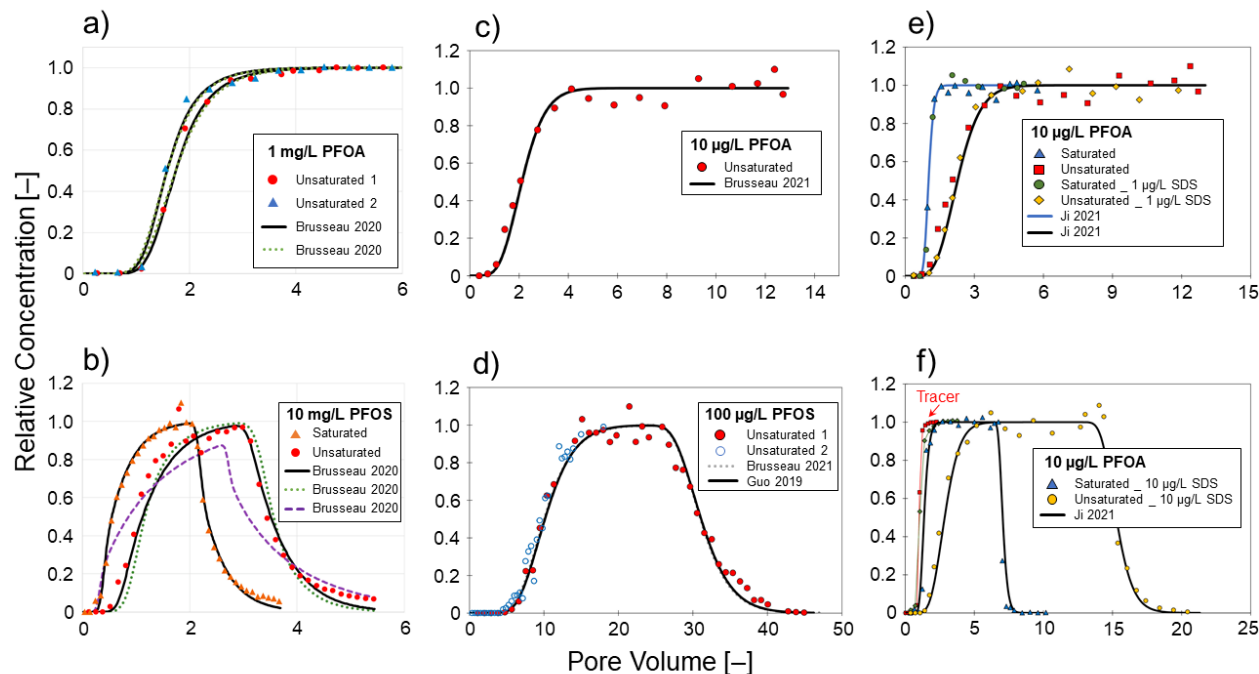 a)
1.0
0.8
0.6
0.4
0.2
0
0
2
4
6
1 mg/L PFOA
Unsaturated 1
Unsaturated 2
Brusseau 2020
Brusseau 2020
c)
1.2
1.0
0.8
0.6
0.4
0.2
0.0
0
2
4
6
8
10
12
14
10 µg/L PFOA
Unsaturated
Brusseau 2021
e)
1.2
1.0
0.8
0.6
0.4
0.2
0.0
0
3
6
9
12
15
10 µg/L PFOA
Saturated
Unsaturated
Saturated _ 1 µg/L SDS
Unsaturated _ 1 µg/L SDS
Ji 2021
Ji 2021
Relative Concentration [–]
b)
1.2
1.0
0.8
0.6
0.4
0.2
0.0
0
2
4
6
10 mg/L PFOS
Saturated
Unsaturated
Brusseau 2020
Brusseau 2020
Brusseau 2020
d)
1.2
1.0
0.8
0.6
0.4
0.2
0.0
0
10
20
30
40
50
100 µg/L PFOS
Unsaturated 1
Unsaturated 2
Brusseau 2021
Guo 2019
f)
1.2
1.0
0.8
0.6
0.4
0.2
0.0
0
5
10
15
20
25
Tracer
10 µg/L PFOA
Saturated _ 10 µg/L SDS
Unsaturated _ 10 µg/L SDS
Ji 2021
Pore Volume [–]